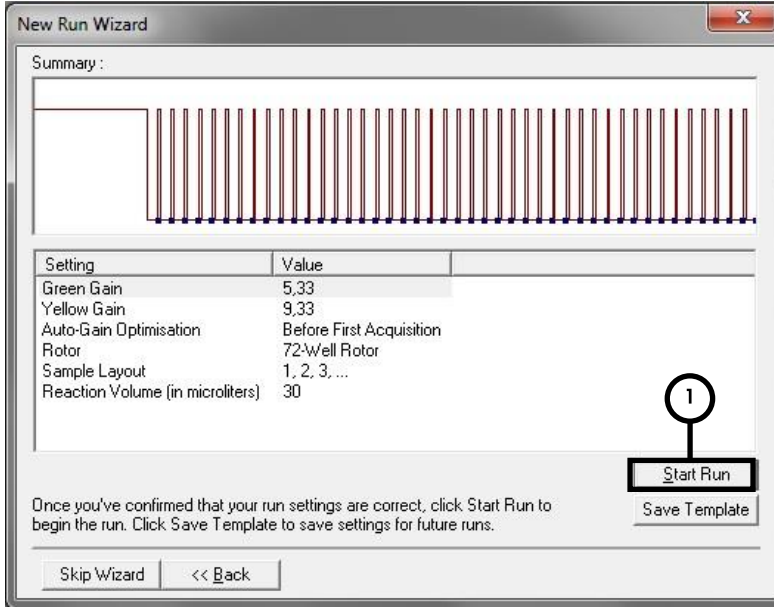 New Run Wizard
Summary :
Setting Value
Green Gain 5,33
Yellow Gain 9,33
Auto-Gain Optimisation Before First Acquisition
Rotor 72-Well Rotor
Sample Layout 1, 2, 3, ...
Reaction Volume (in microliters) 30
1
Start Run
Once you've confirmed that your run settings are correct, click Start Run to
begin the run. Click Save Template to save settings for future runs.
Save Template
Skip Wizard << Back